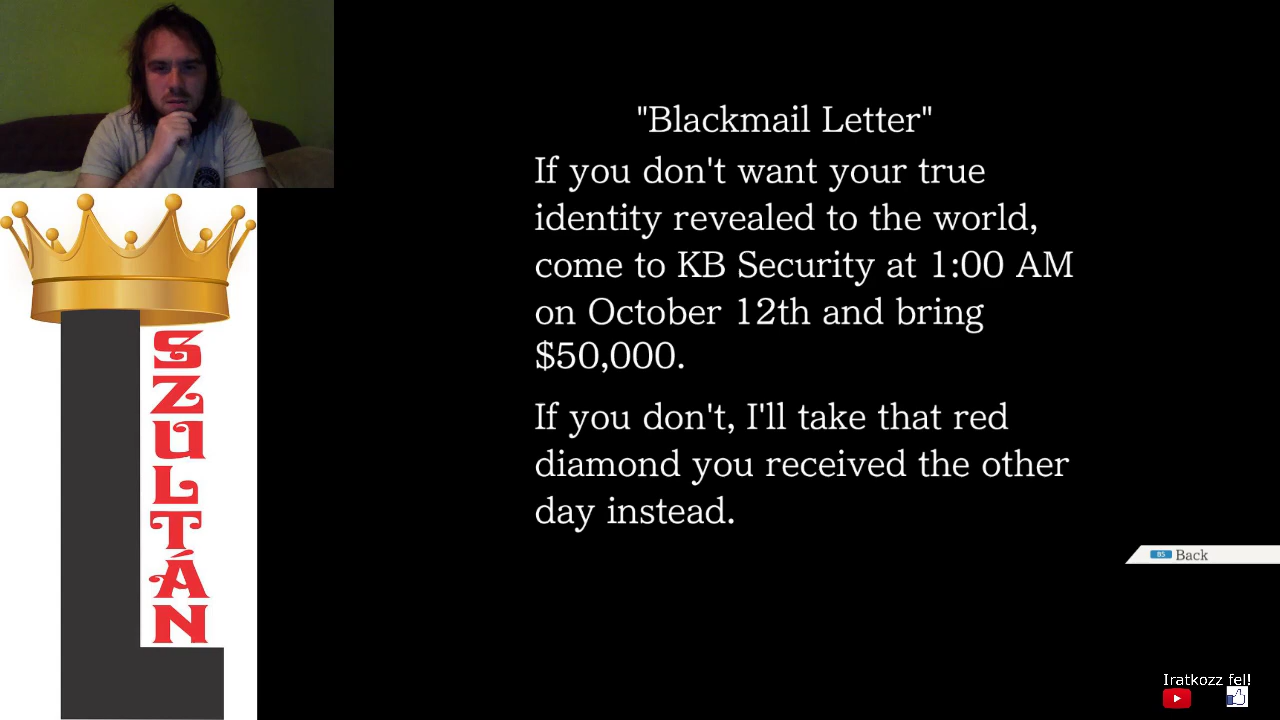 "Blackmail Letter"
If you don't want your true
identity revealed to the world,
come to KB Security at 1:00 AM
on October 12th and bring
$50,000.
If you don't, I'll take that red
diamond you received the other
day instead.
SZULTÁN
BS Back
Iratkozz fel!